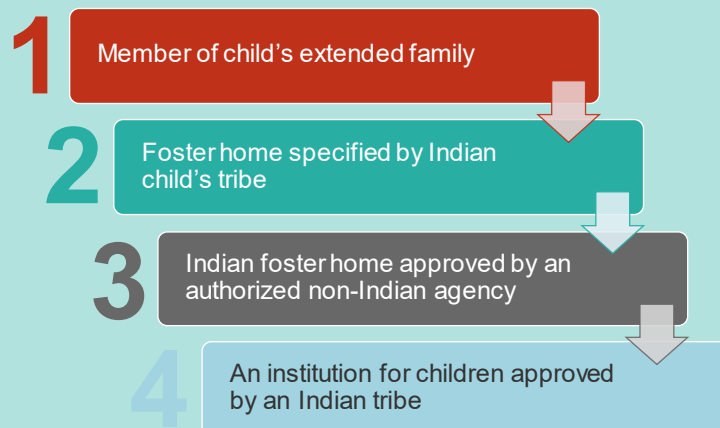 1
Member of child’s extended family
2
Foster home specified by Indian
child’s tribe
3
Indian foster home approved by an
authorized non-Indian agency
4
An institution for children approved
by an Indian tribe